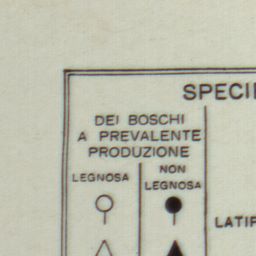 SPECI
DEI BOSCHI
A PREVALENTE
PRODUZIONE
LEGNOSA
NON
LEGNOSA
LATIF